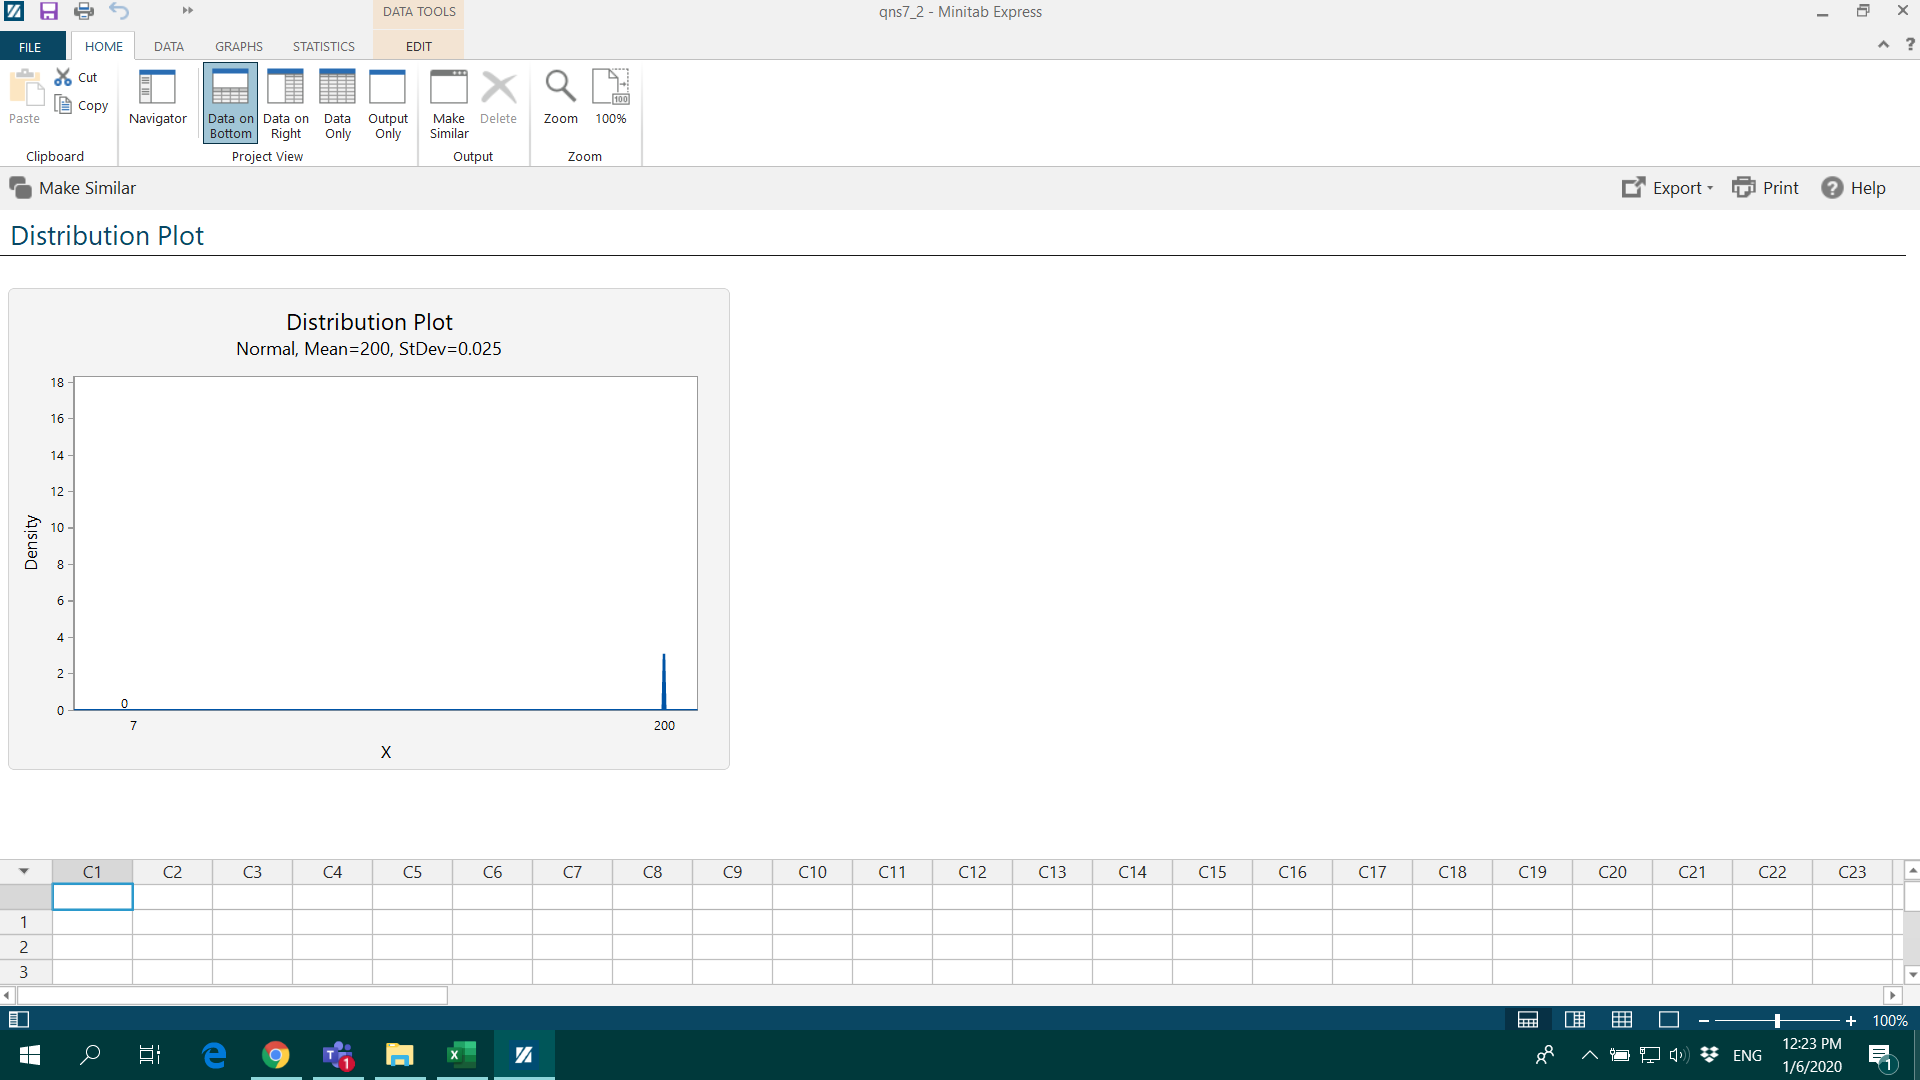 DATA TOOLS
qns7_2 - Minitab Express
FILE HOME DATA GRAPHS STATISTICS EDIT ?
Paste Cut Copy Navigator Data on Bottom Data on Right Data Only Output Only Make Similar Delete Zoom 100 100%
Clipboard Project View Output Zoom
Make Similar Export Print ? Help
Distribution Plot
Distribution Plot
Normal, Mean=200, StDev=0.025
18
16
14
12
10
8
6
4
2
0
Density
0
7 200
X
C1 C2 C3 C4 C5 C6 C7 C8 C9 C10 C11 C12 C13 C14 C15 C16 C17 C18 C19 C20 C21 C22 C23
1
2
3
100%
T 1 X ENG 12:23 PM
1/6/2020 1